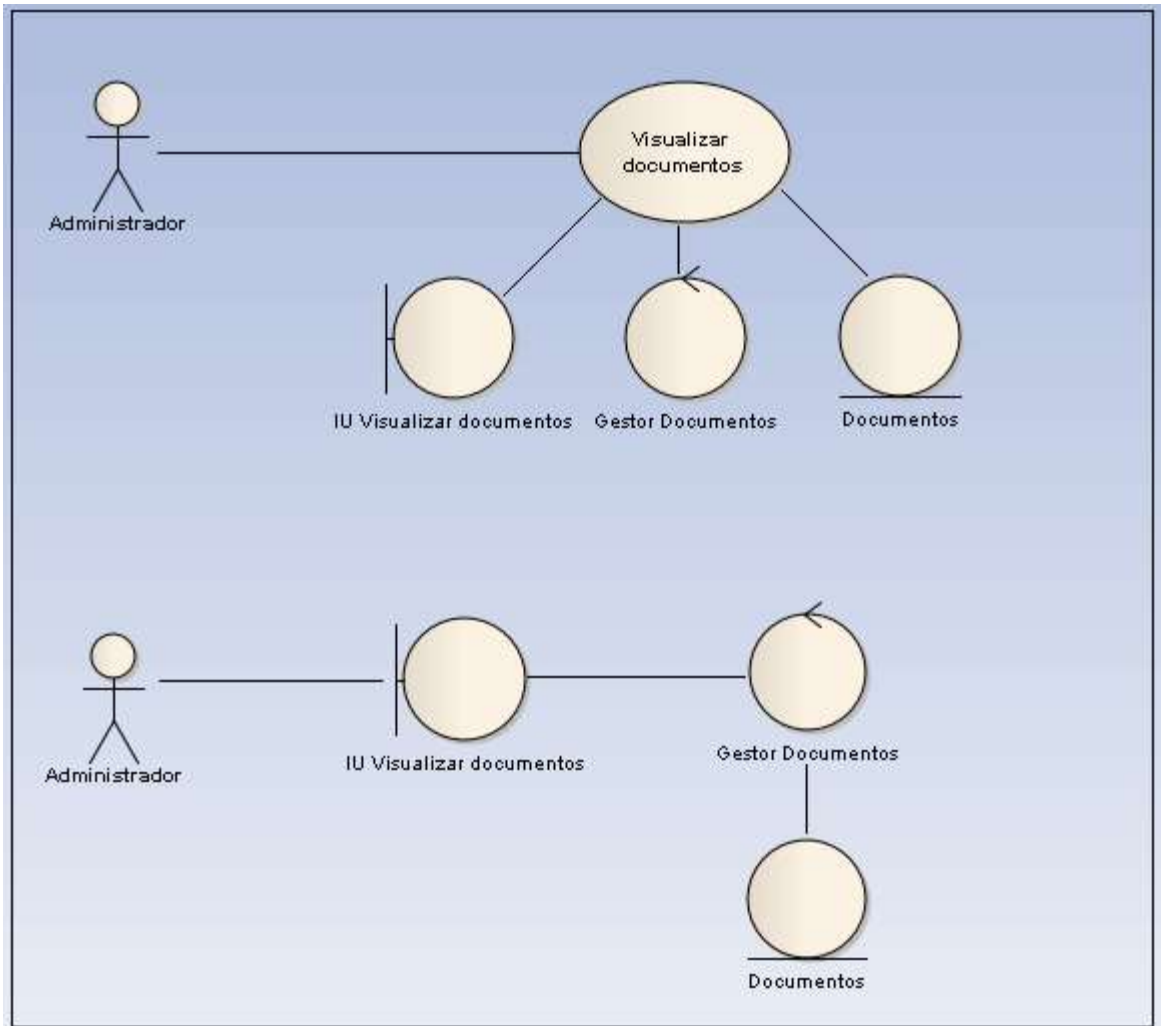 Visualizar
documentos
Administrador
IU Visualizar documentos
Gestor Documentos
Documentos
Administrador
IU Visualizar documentos
Gestor Documentos
Documentos